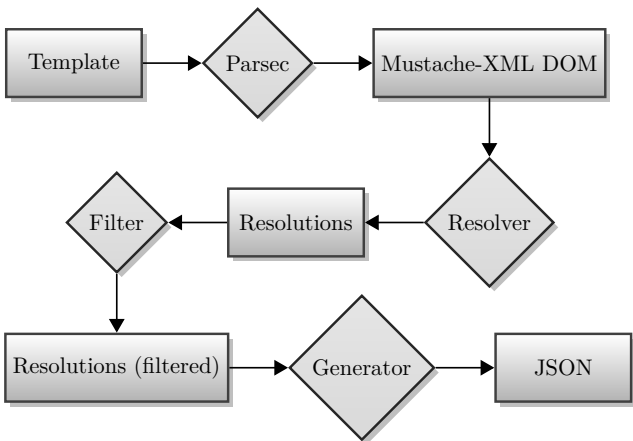 Template
Parsec
Mustache-XML DOM
Filter
Resolutions
Resolver
Resolutions (filtered)
Generator
JSON